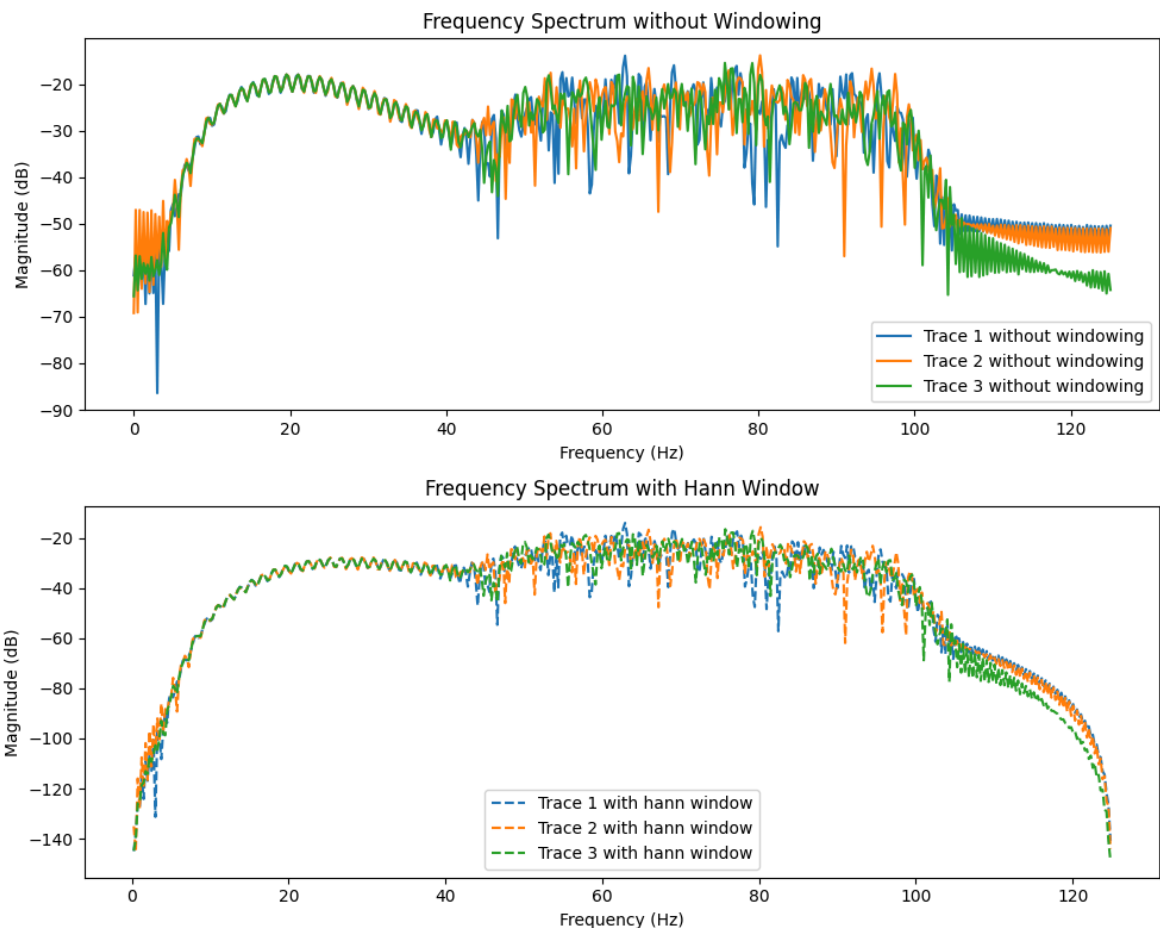 Frequency Spectrum without Windowing
Magnitude (dB)
−20
−30
−40
−50
−60
−70
−80
−90
Trace 1 without windowing
Trace 2 without windowing
Trace 3 without windowing
0 20 40 60 80 100 120
Frequency (Hz)
Frequency Spectrum with Hann Window
Magnitude (dB)
−20
−40
−60
−80
−100
−120
−140
Trace 1 with hann window
Trace 2 with hann window
Trace 3 with hann window
0 20 40 60 80 100 120
Frequency (Hz)